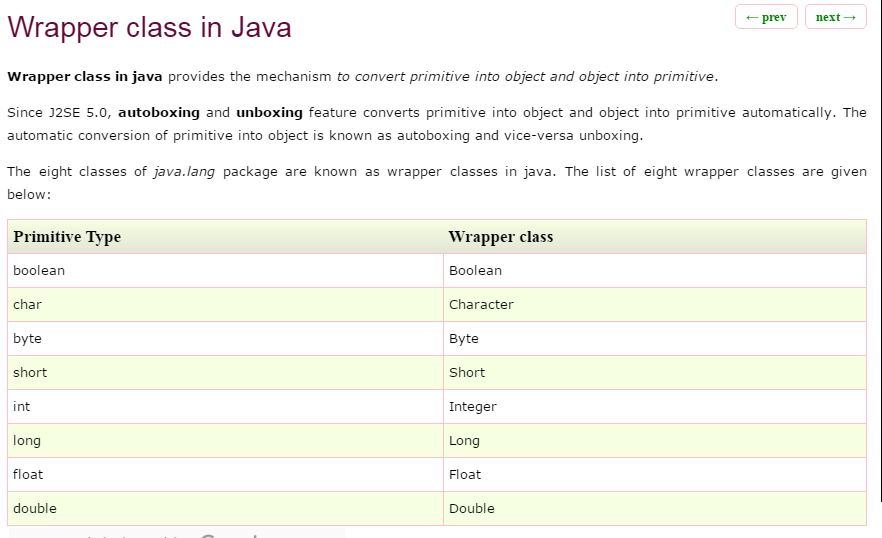 Wrapper class in Java
← prev next →
Wrapper class in java provides the mechanism to convert primitive into object and object into primitive.
Since J2SE 5.0, autoboxing and unboxing feature converts primitive into object and object into primitive automatically. The
automatic conversion of primitive into object is known as autoboxing and vice-versa unboxing.
The eight classes of java.lang package are known as wrapper classes in java. The list of eight wrapper classes are given
below:
Primitive Type Wrapper class
boolean Boolean
char Character
byte Byte
short Short
int Integer
long Long
float Float
double Double